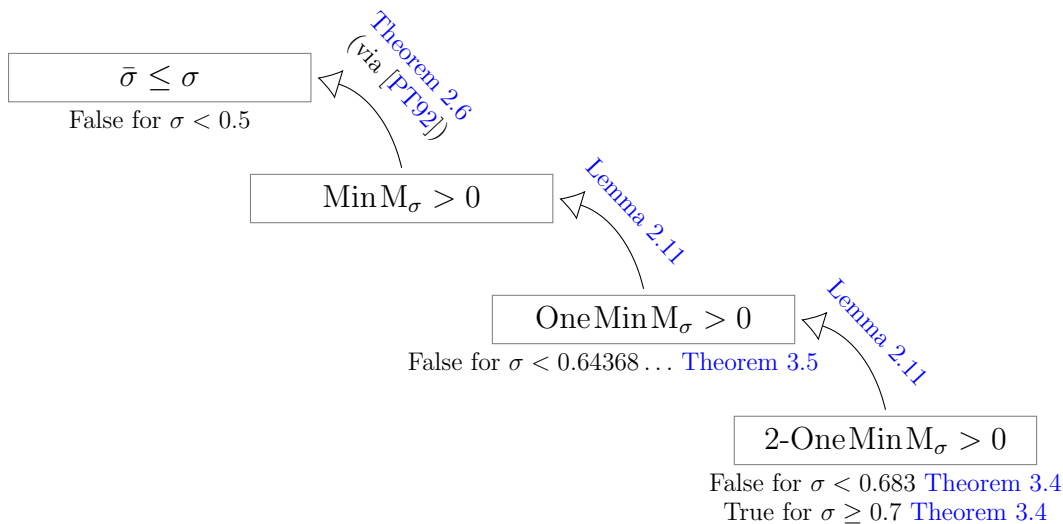 σ̄ ≤ σ
False for σ < 0.5
Theorem 2.6
(via [PT92])
MinM_σ > 0
Lemma 2.11
OneMinM_σ > 0
False for σ < 0.64368... Theorem 3.5
Lemma 2.11
2-OneMinM_σ > 0
False for σ < 0.683 Theorem 3.4
True for σ ≥ 0.7 Theorem 3.4